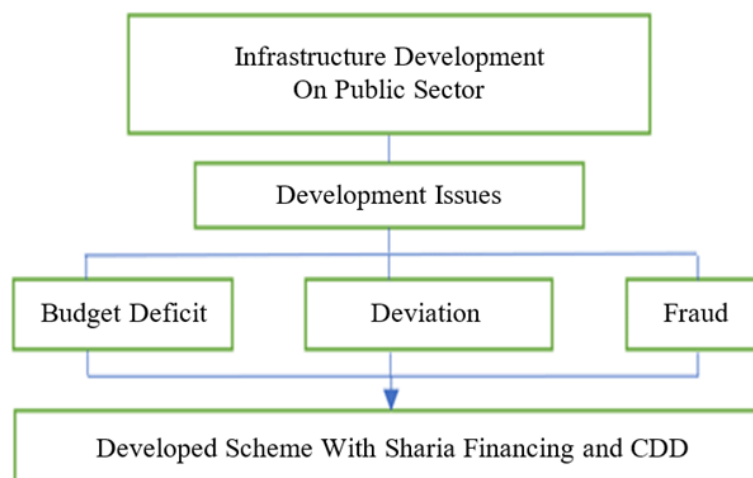 Infrastructure Development
On Public Sector
Development Issues
Budget Deficit
Deviation
Fraud
Developed Scheme With Sharia Financing and CDD